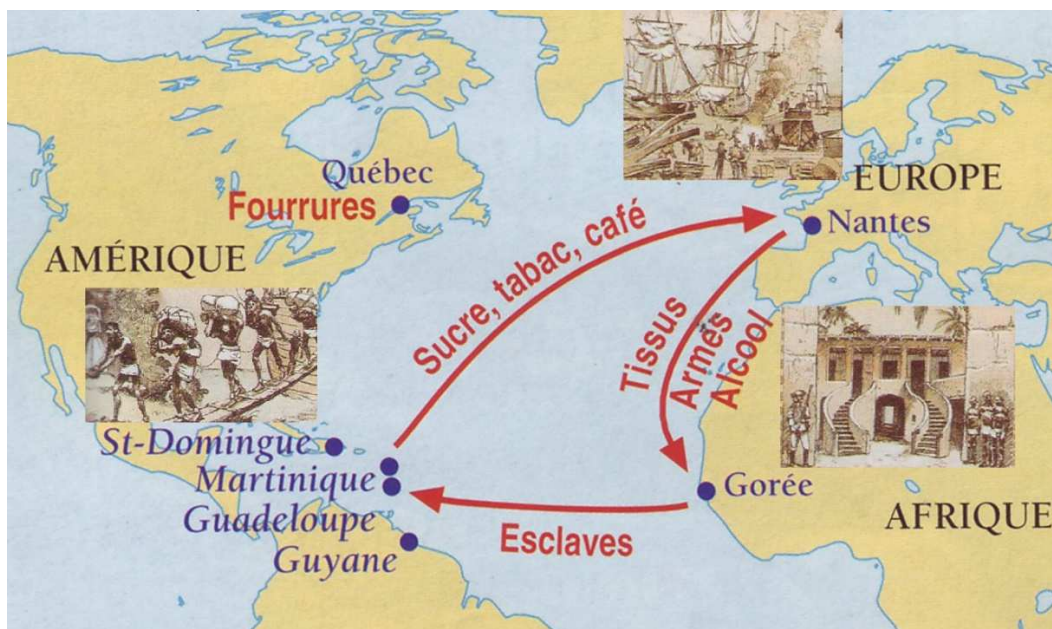 Québec
Fourrures
AMÉRIQUE
EUROPE
Nantes
Sucre, tabac, café
Tissus
Armes
Alcool
St-Domingue
Martinique
Guadeloupe
Guyane
Gorée
AFRIQUE
Esclaves